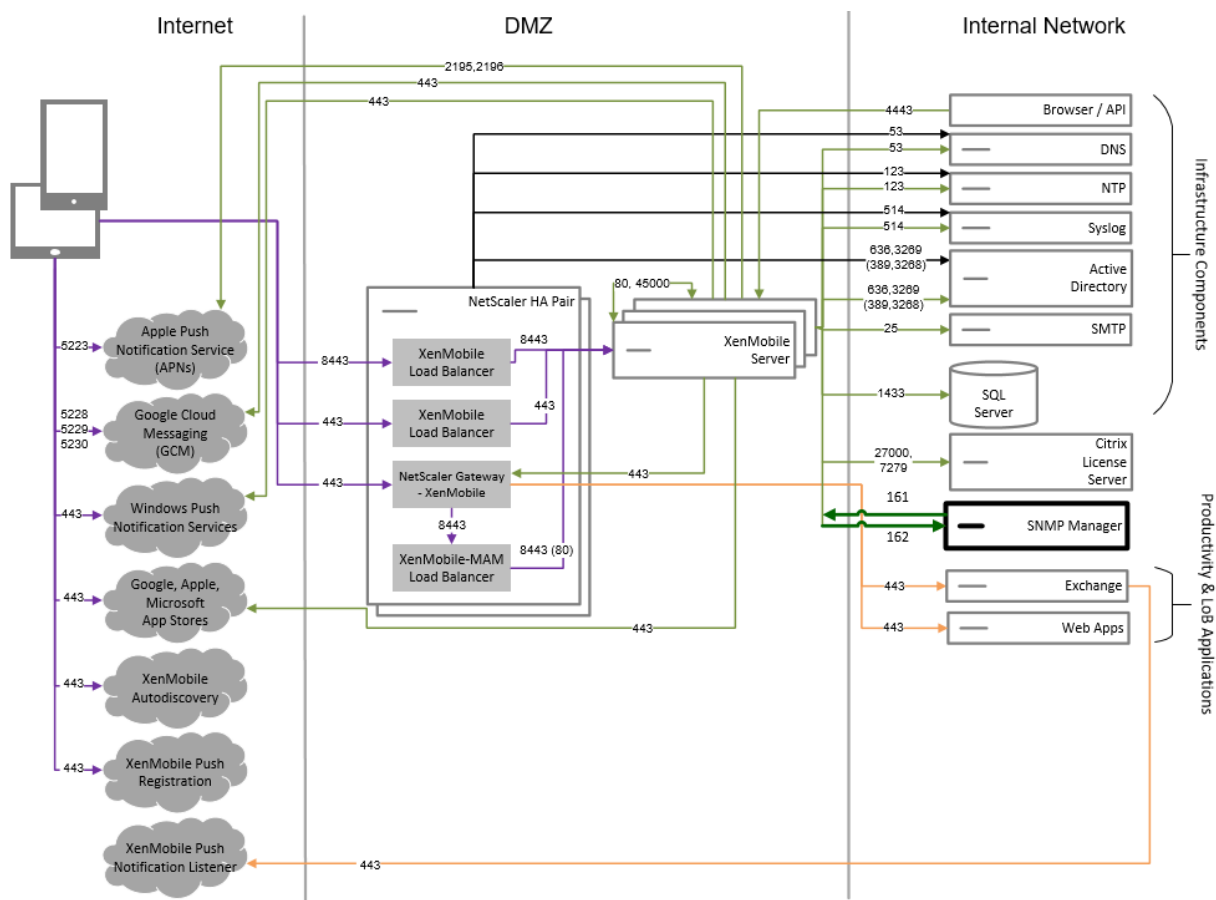 Internet
DMZ
Internal Network
2195,2196
443
443
4443
Browser / API
53
53
DNS
123
123
NTP
514
514
Syslog
636,3269
(389,3268)
Active
Directory
636,3269
(389,3268)
25
SMTP
1433
SQL
Server
27000,
7279
Citrix
License
Server
161
162
SNMP Manager
443
Exchange
443
Web Apps
Infrastructure Components
Productivity & LoB Applications
80, 45000
NetScaler HA Pair
XenMobile
Server
8443
XenMobile
Load Balancer
8443
443
XenMobile
Load Balancer
443
443
NetScaler Gateway
- XenMobile
443
8443
XenMobile-MAM
Load Balancer
8443 (80)
443
5223
Apple Push
Notification Service
(APNs)
5228
5229
5230
Google Cloud
Messaging
(GCM)
443
Windows Push
Notification Services
443
Google, Apple,
Microsoft
App Stores
443
XenMobile
Autodiscovery
443
XenMobile Push
Registration
XenMobile Push
Notification Listener
443